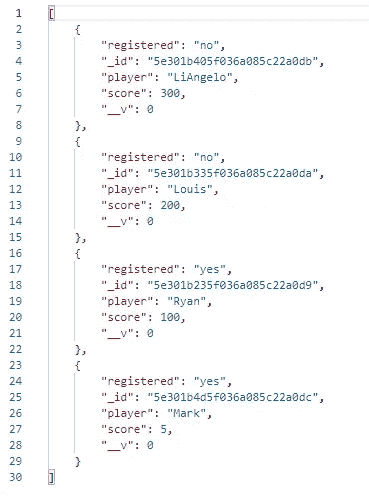 1 [
2 {
3 "registered": "no",
4 "_id": "5e301b405f036a085c22a0db",
5 "player": "LiAngelo",
6 "score": 300,
7 "__v": 0
8 },
9 {
10 "registered": "no",
11 "_id": "5e301b335f036a085c22a0da",
12 "player": "Louis",
13 "score": 200,
14 "__v": 0
15 },
16 {
17 "registered": "yes",
18 "_id": "5e301b235f036a085c22a0d9",
19 "player": "Ryan",
20 "score": 100,
21 "__v": 0
22 },
23 {
24 "registered": "yes",
25 "_id": "5e301b4d5f036a085c22a0dc",
26 "player": "Mark",
27 "score": 5,
28 "__v": 0
29 }
30 ]